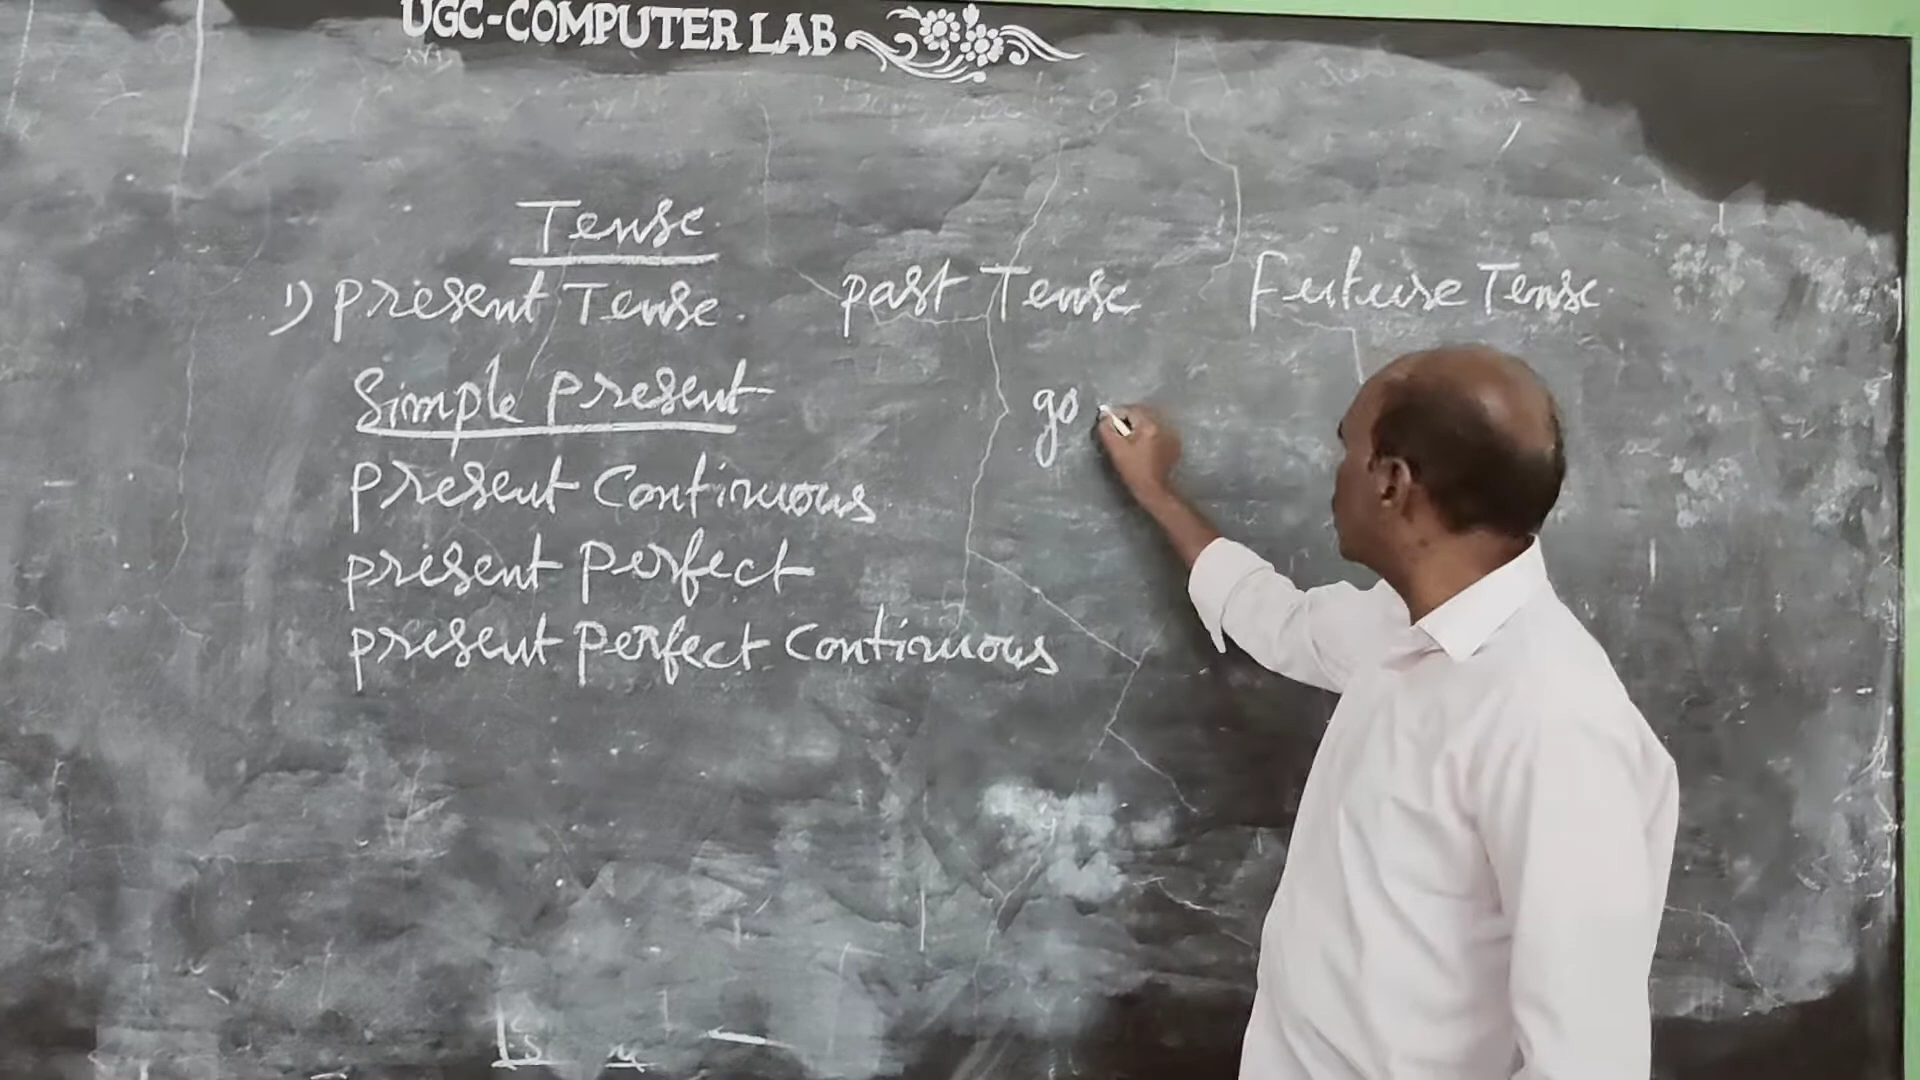 UGC-COMPUTER LAB
Tense
1) present Tense past Tense Future Tense
Simple present go
present Continuous
present perfect
present perfect Continuous